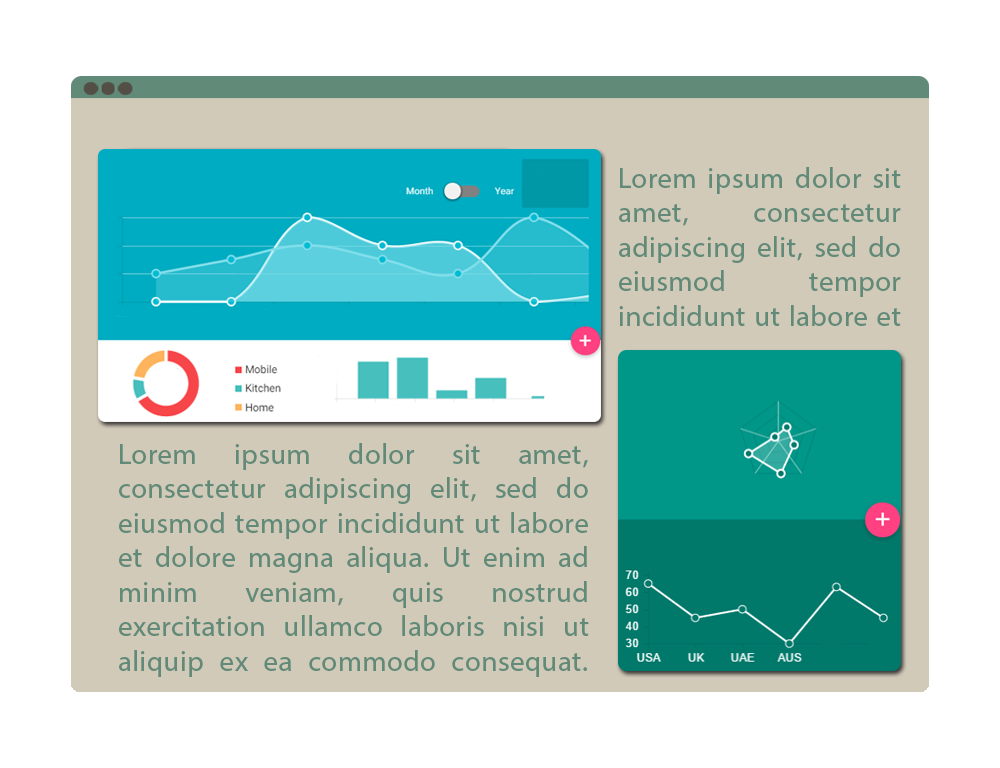 Month Year
Lorem ipsum dolor sit
amet, consectetur
adipiscing elit, sed do
eiusmod tempor
incididunt ut labore et
Mobile
Kitchen
Home
Lorem ipsum dolor sit amet,
consectetur adipiscing elit, sed do
eiusmod tempor incididunt ut labore
et dolore magna aliqua. Ut enim ad
minim veniam, quis nostrud
exercitation ullamco laboris nisi ut
aliquip ex ea commodo consequat.
70
60
50
40
30
USA UK UAE AUS